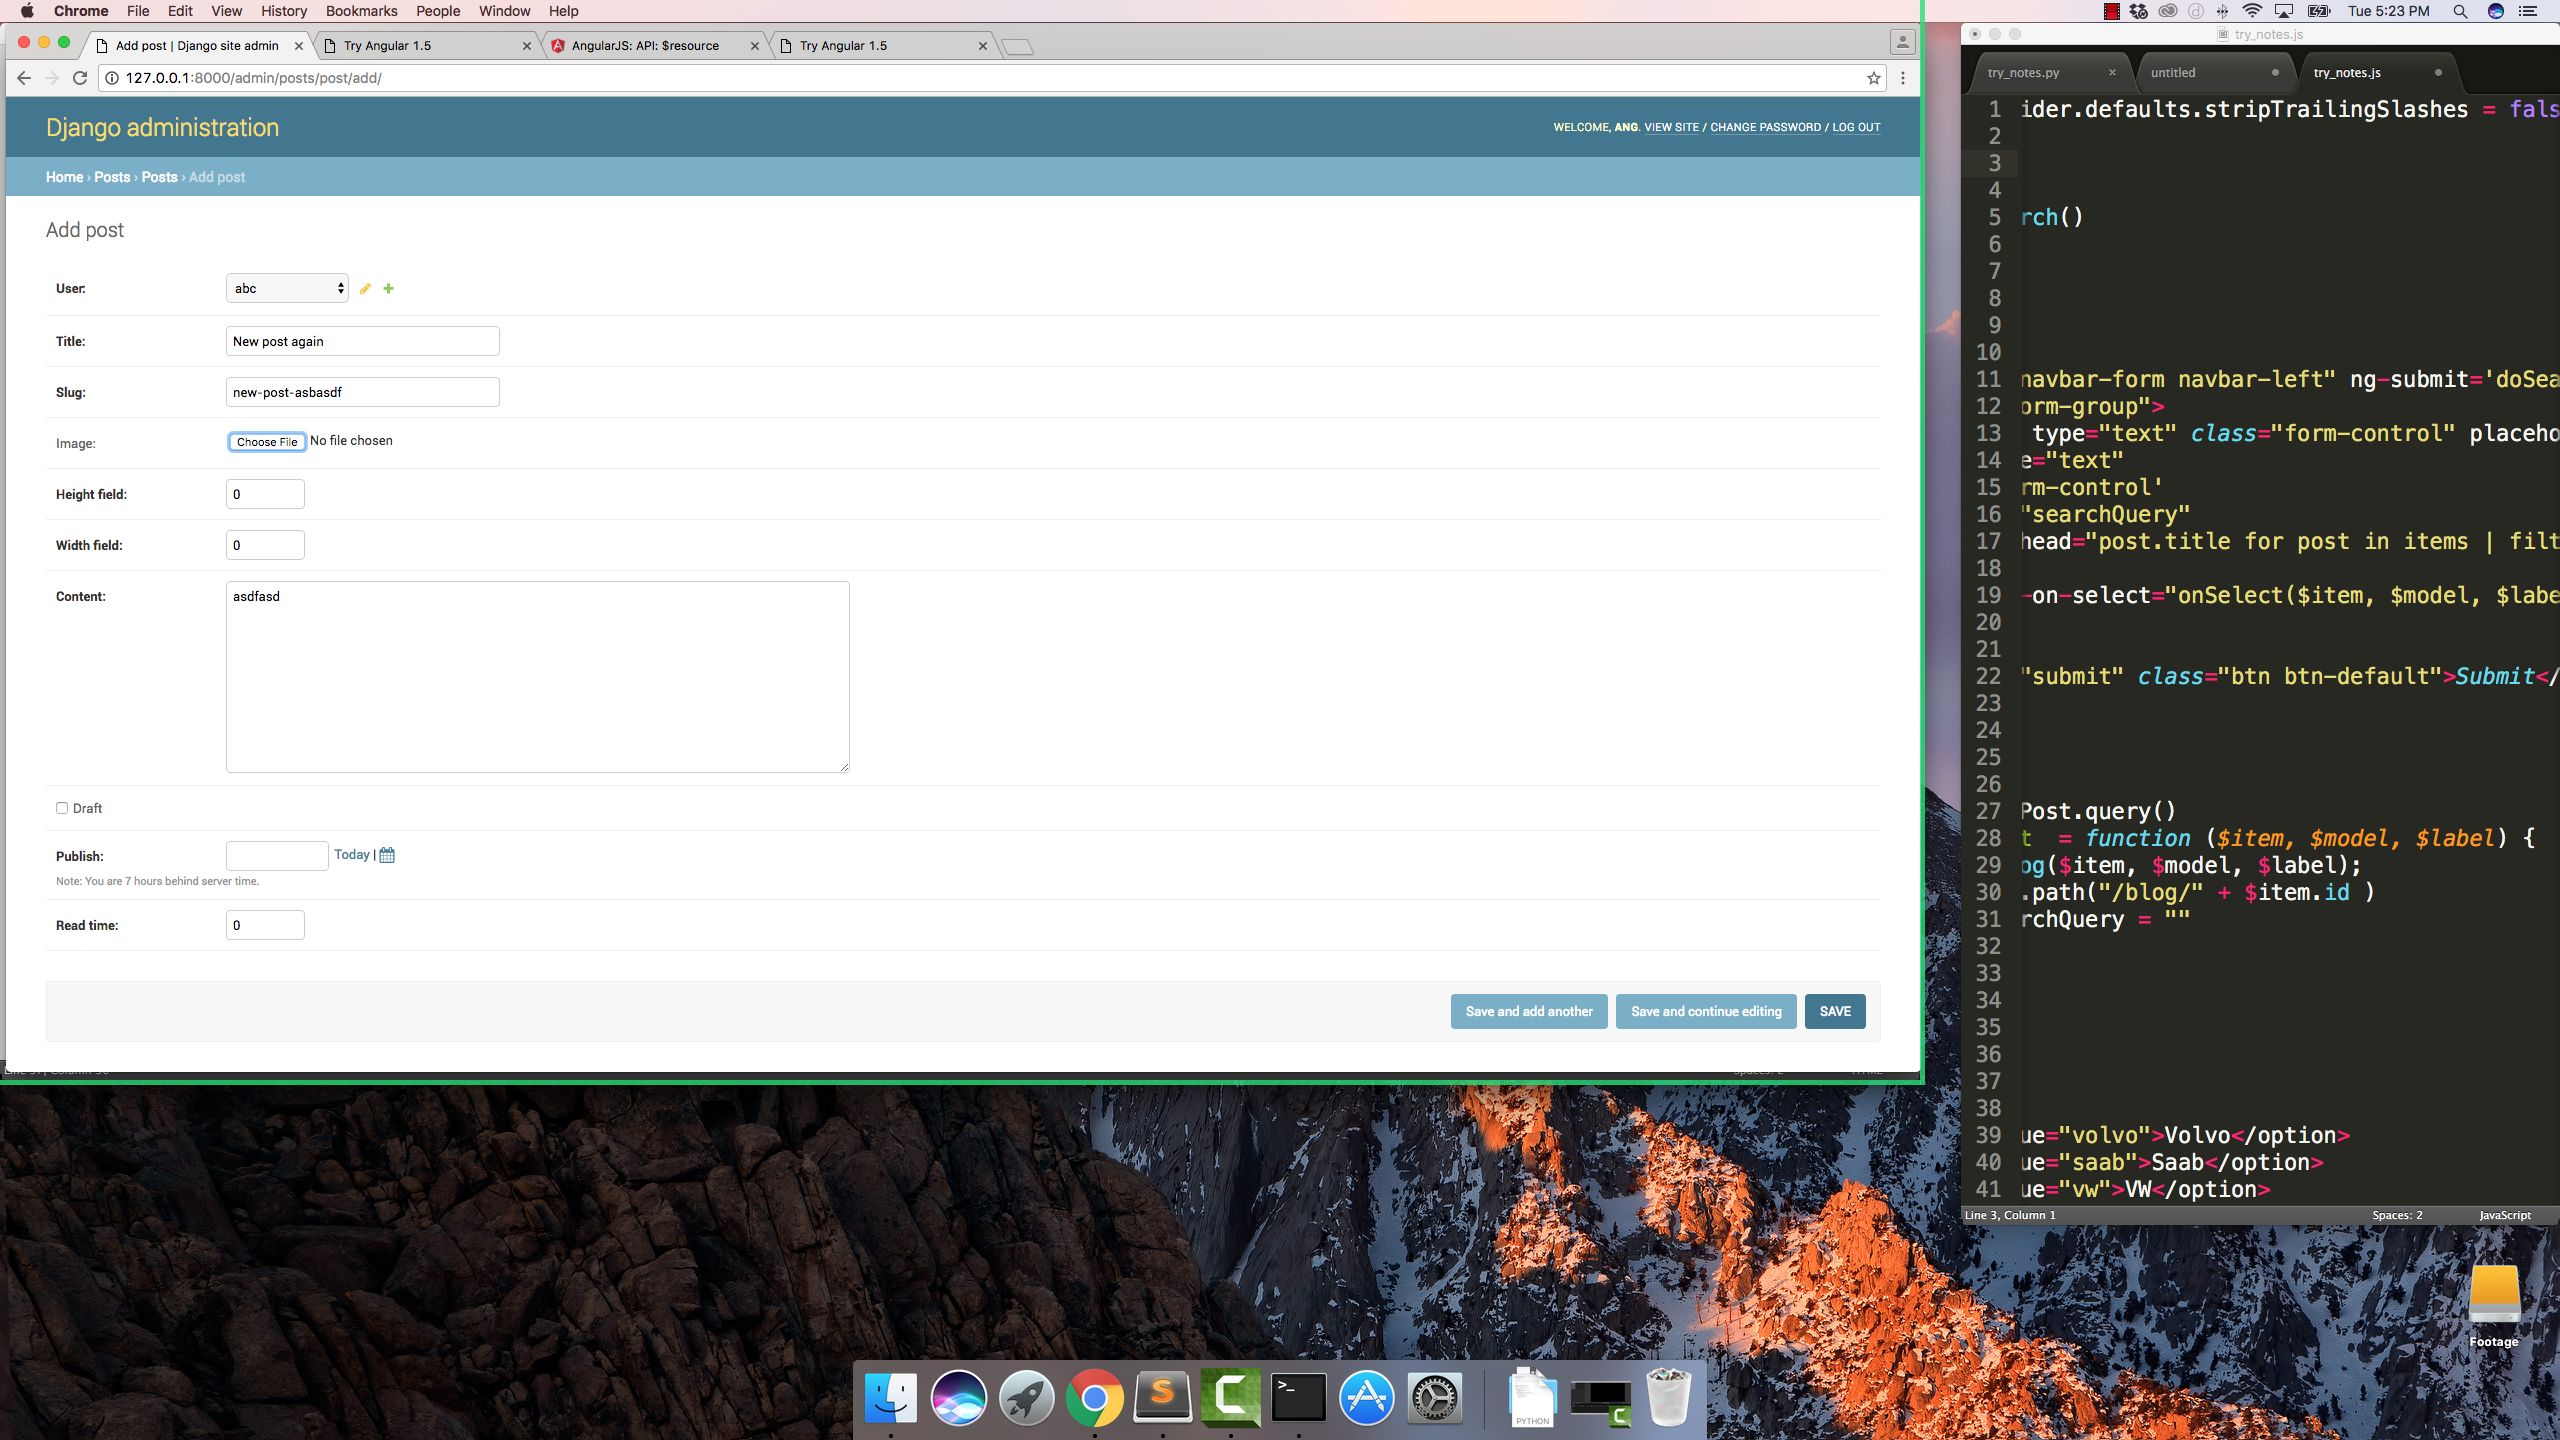 Chrome File Edit View History Bookmarks People Window Help
Tue 5:23 PM
Add post | Django site admin
Try Angular 1.5
AngularJS: API: $resource
Try Angular 1.5
127.0.0.1:8000/admin/posts/post/add/
Django administration
WELCOME, ANG. VIEW SITE / CHANGE PASSWORD / LOG OUT
Home › Posts › Posts › Add post
Add post
User: abc
Title: New post again
Slug: new-post-asbasdf
Image: Choose File No file chosen
Height field: 0
Width field: 0
Content: asdfasd
Draft
Publish: Today |
Note: You are 7 hours behind server time.
Read time: 0
Save and add another
Save and continue editing
SAVE
try_notes.js
try_notes.py
untitled
try_notes.js
1 ider.defaults.stripTrailingSlashes = fals
2
3
4
5 rch()
6
7
8
9
10
11 navbar-form navbar-left" ng-submit='doSea
12 orm-group">
13 type="text" class="form-control" placeho
14 e="text"
15 rm-control'
16 "searchQuery"
17 head="post.title for post in items | filt
18
19 -on-select="onSelect($item, $model, $labe
20
21
22 "submit" class="btn btn-default">Submit</
23
24
25
26
27 Post.query()
28 t = function ($item, $model, $label) {
29 og($item, $model, $label);
30 .path("/blog/" + $item.id )
31 rchQuery = ""
32
33
34
35
36
37
38
39 ue="volvo">Volvo</option>
40 ue="saab">Saab</option>
41 ue="vw">VW</option>
Line 3, Column 1
Spaces: 2
JavaScript
Footage
PYTHON